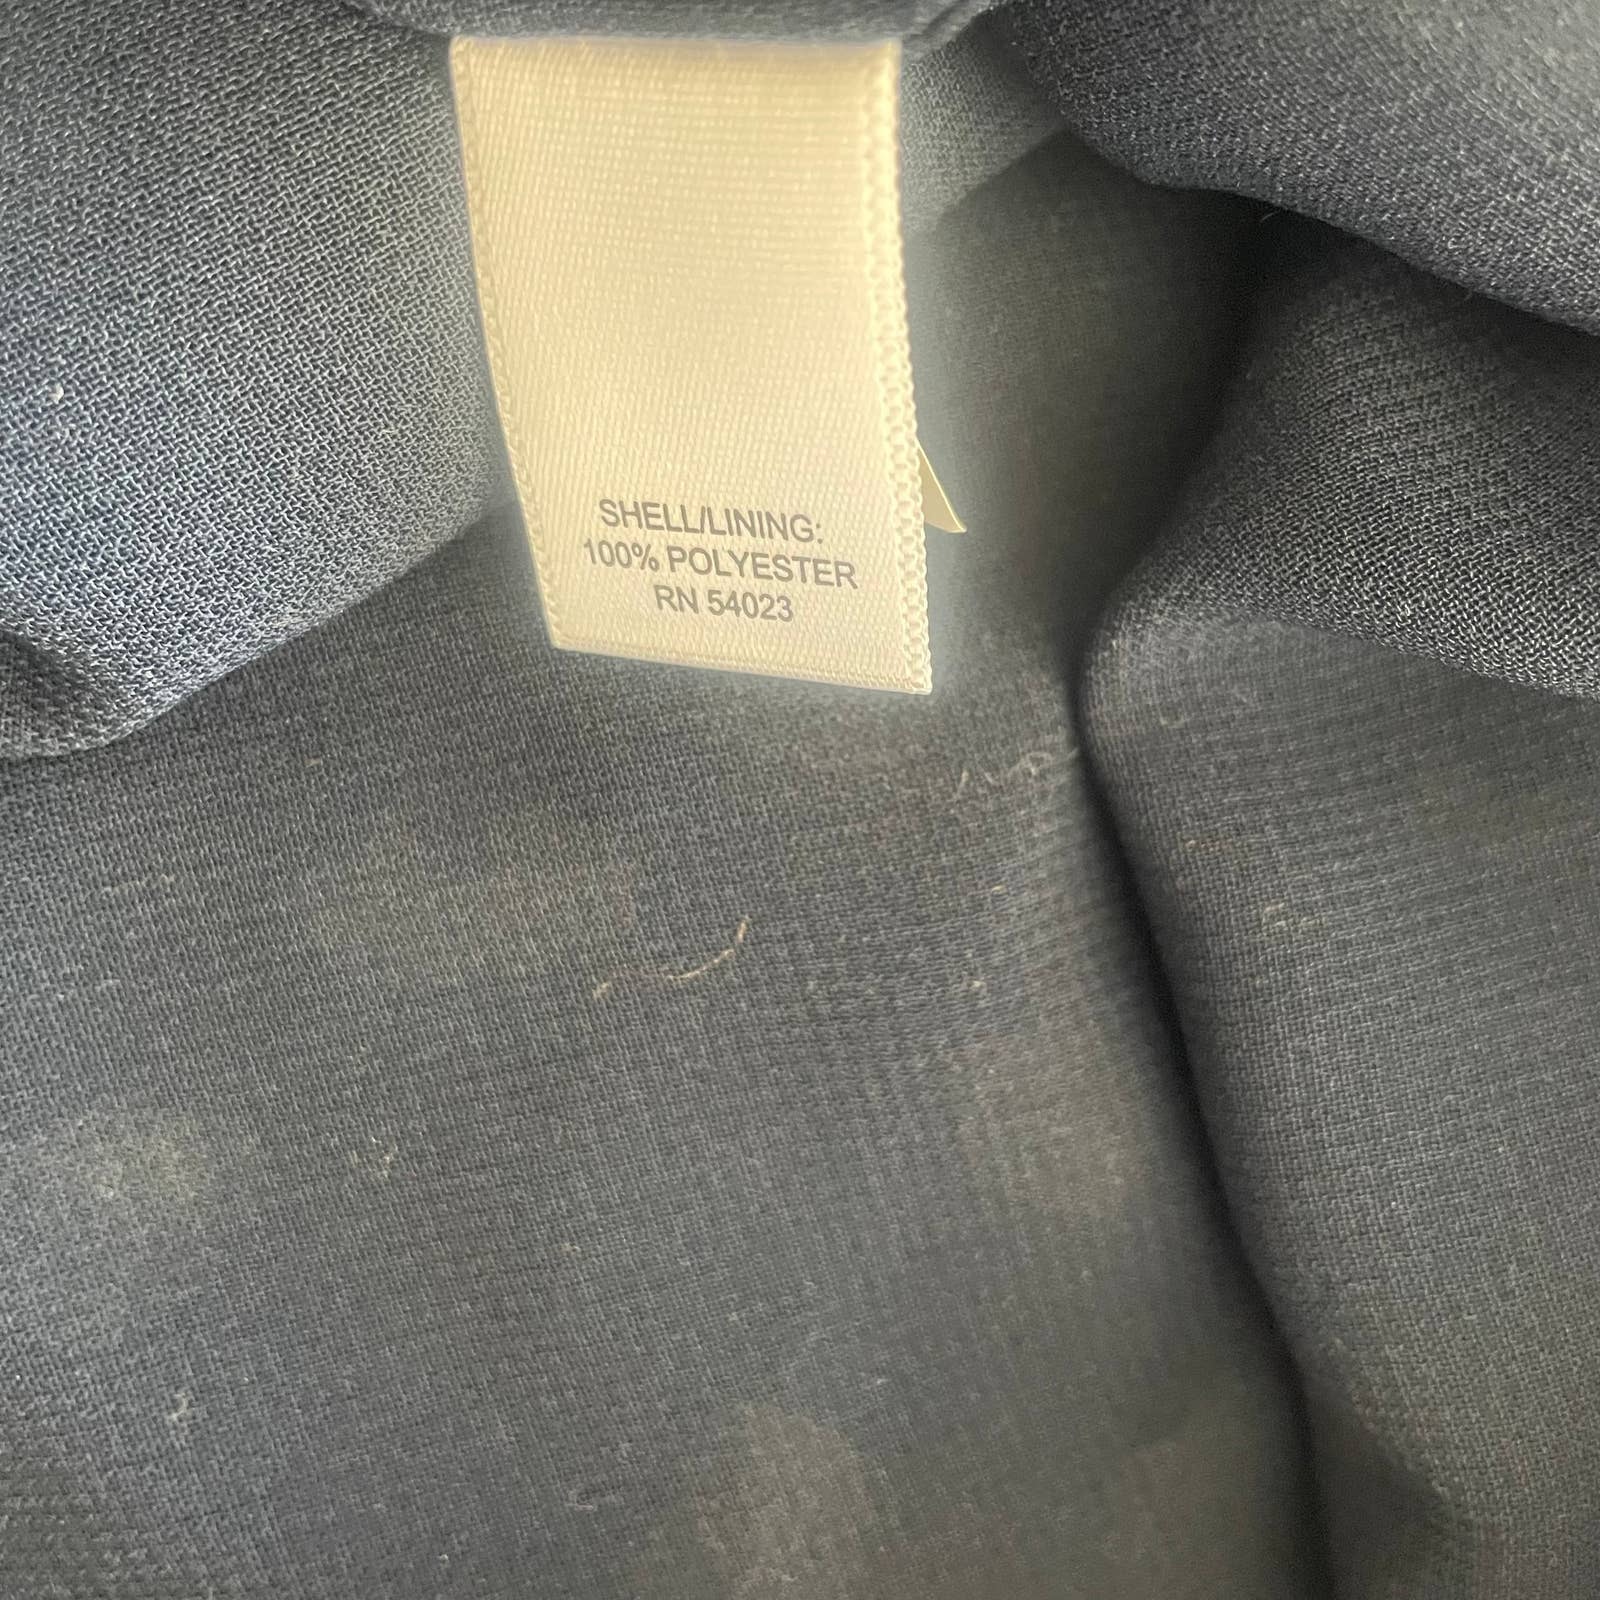 SHELL/LINING:
100% POLYESTER
RN 54023